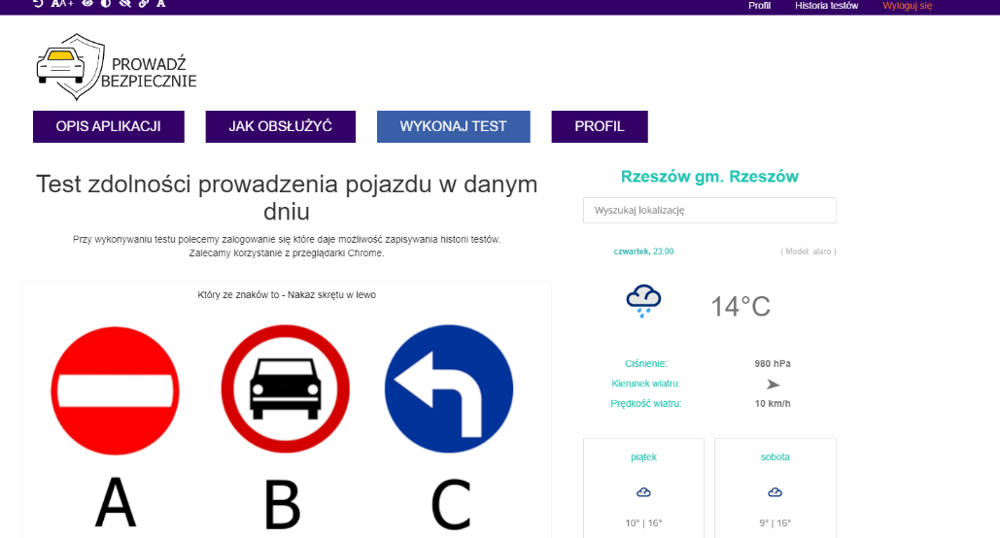 AA+
A
Profil
Historia testów
Wyloguj się
PROWADŹ
BEZPIECZNIE
OPIS APLIKACJI
JAK OBSŁUŻYĆ
WYKONAJ TEST
PROFIL
Test zdolności prowadzenia pojazdu w danym
dniu
Przy wykonywaniu testu polecemy zalogowanie się które daje możliwość zapisywania historii testów.
Zalecamy korzystanie z przeglądarki Chrome.
Który ze znaków to - Nakaz skrętu w lewo
A
B
C
Rzeszów gm. Rzeszów
Wyszukaj lokalizację
czwartek, 23:00
( Model: alaro )
14°C
Ciśnienie:
980 hPa
Kierunek wiatru:
Prędkość wiatru:
10 km/h
piątek
10° | 16°
sobota
9° | 16°